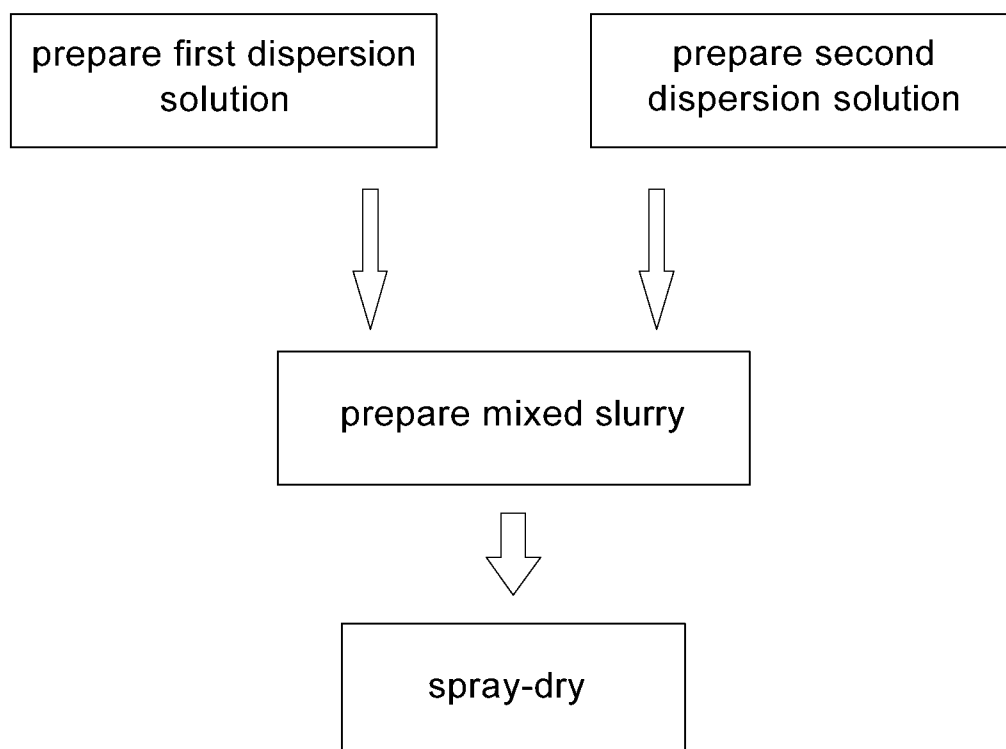 prepare first dispersion
solution
prepare second
dispersion solution
prepare mixed slurry
spray-dry